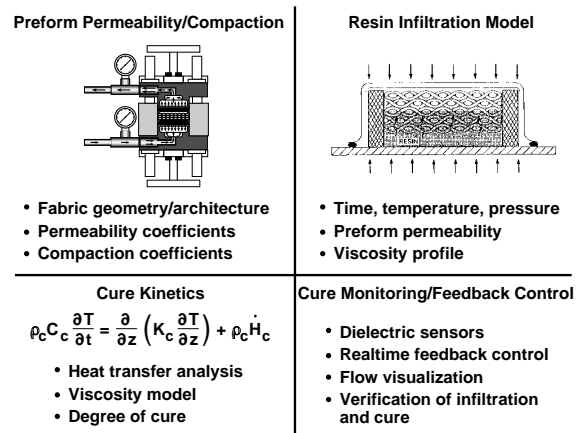 Preform Permeability/Compaction
• Fabric geometry/architecture
• Permeability coefficients
• Compaction coefficients
Resin Infiltration Model
RESIN
• Time, temperature, pressure
• Preform permeability
• Viscosity profile
Cure Kinetics
ρcCc ∂T/∂t = ∂/∂z (Kc ∂T/∂z) + ρcḢc
• Heat transfer analysis
• Viscosity model
• Degree of cure
Cure Monitoring/Feedback Control
• Dielectric sensors
• Realtime feedback control
• Flow visualization
• Verification of infiltration
and cure